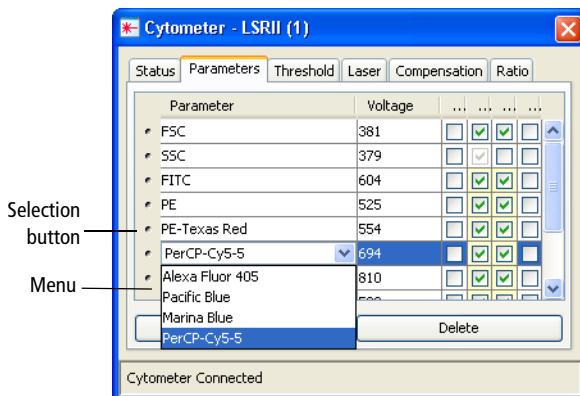 Cytometer - LSRII (1)
Status Parameters Threshold Laser Compensation Ratio
Parameter Voltage ... ... ... ...
FSC 381
SSC 379
FITC 604
PE 525
Selection button
PE-Texas Red 554
PerCP-Cy5-5 694
Menu
Alexa Fluor 405 810
Pacific Blue
Marina Blue
PerCP-Cy5-5
Delete
Cytometer Connected